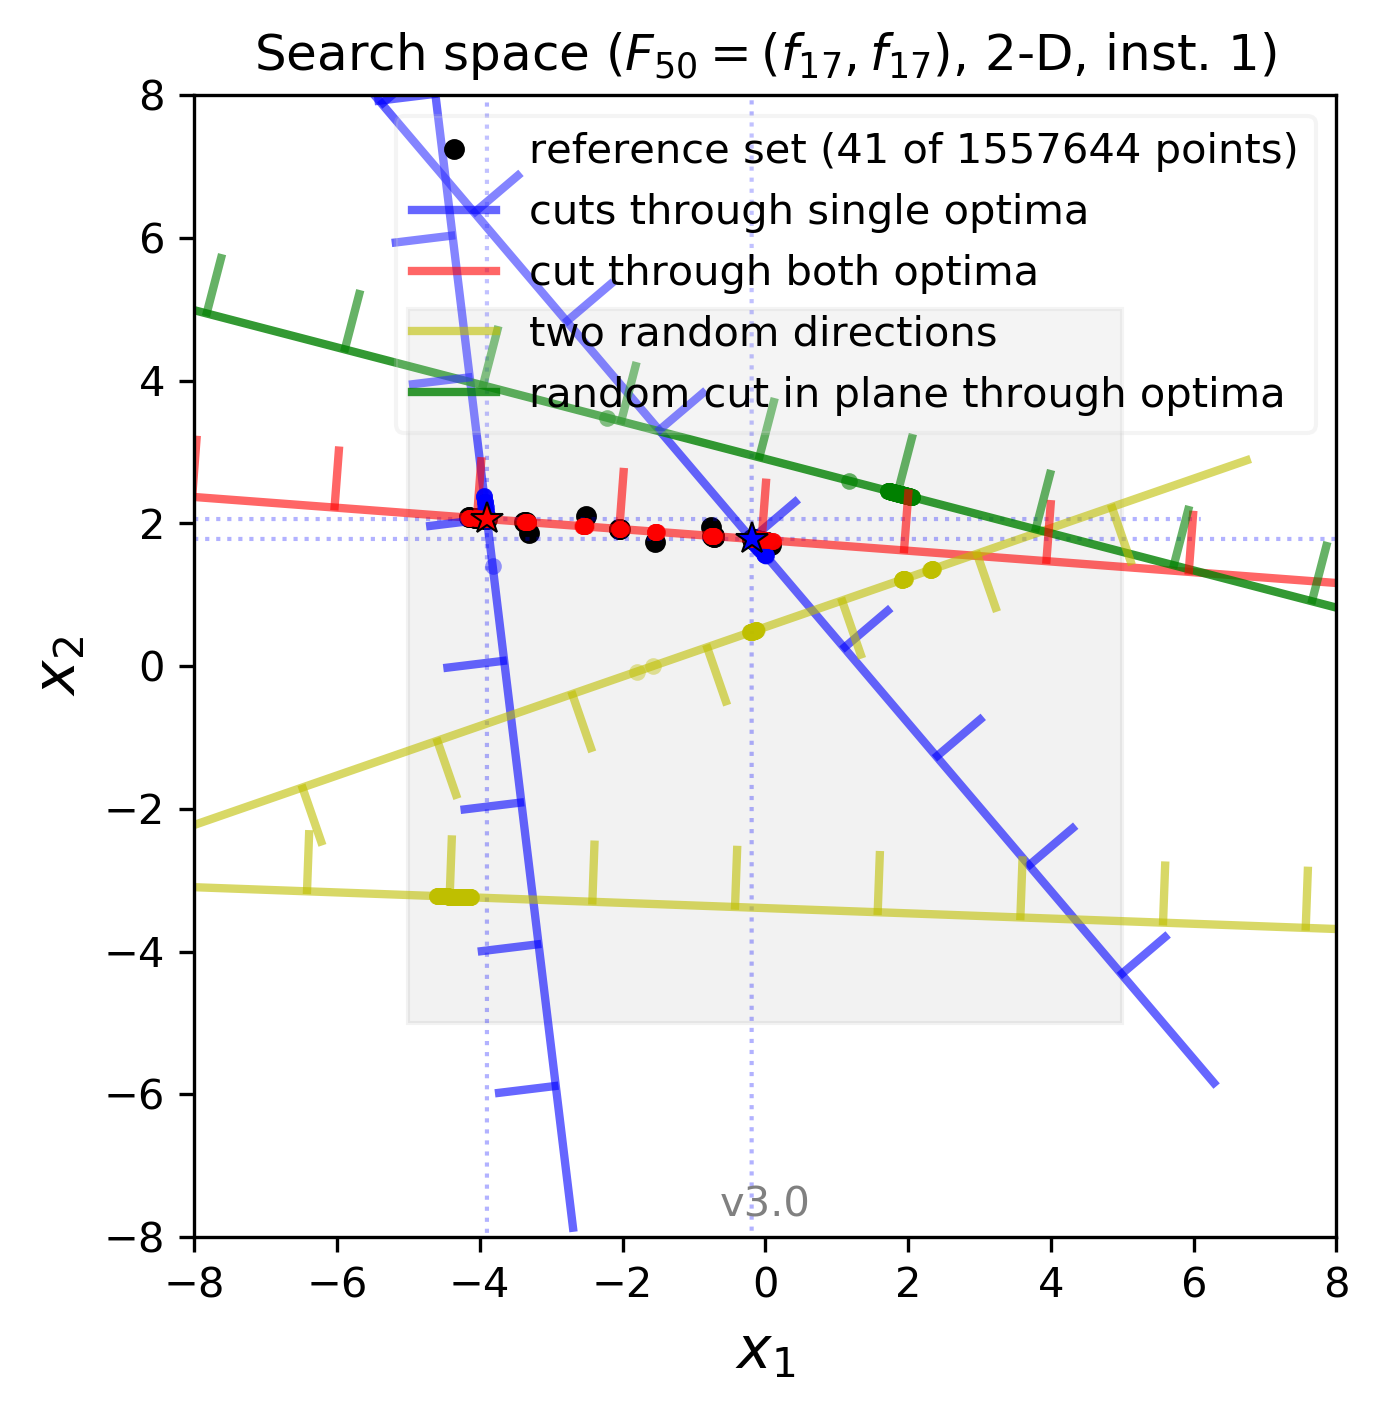 Search space (F₅₀ = (f₁₇, f₁₇), 2-D, inst. 1)
reference set (41 of 1557644 points)
cuts through single optima
cut through both optima
two random directions
random cut in plane through optima
8
6
4
2
0
−2
−4
−6
−8
x₂
v3.0
−8 −6 −4 −2 0 2 4 6 8
x₁